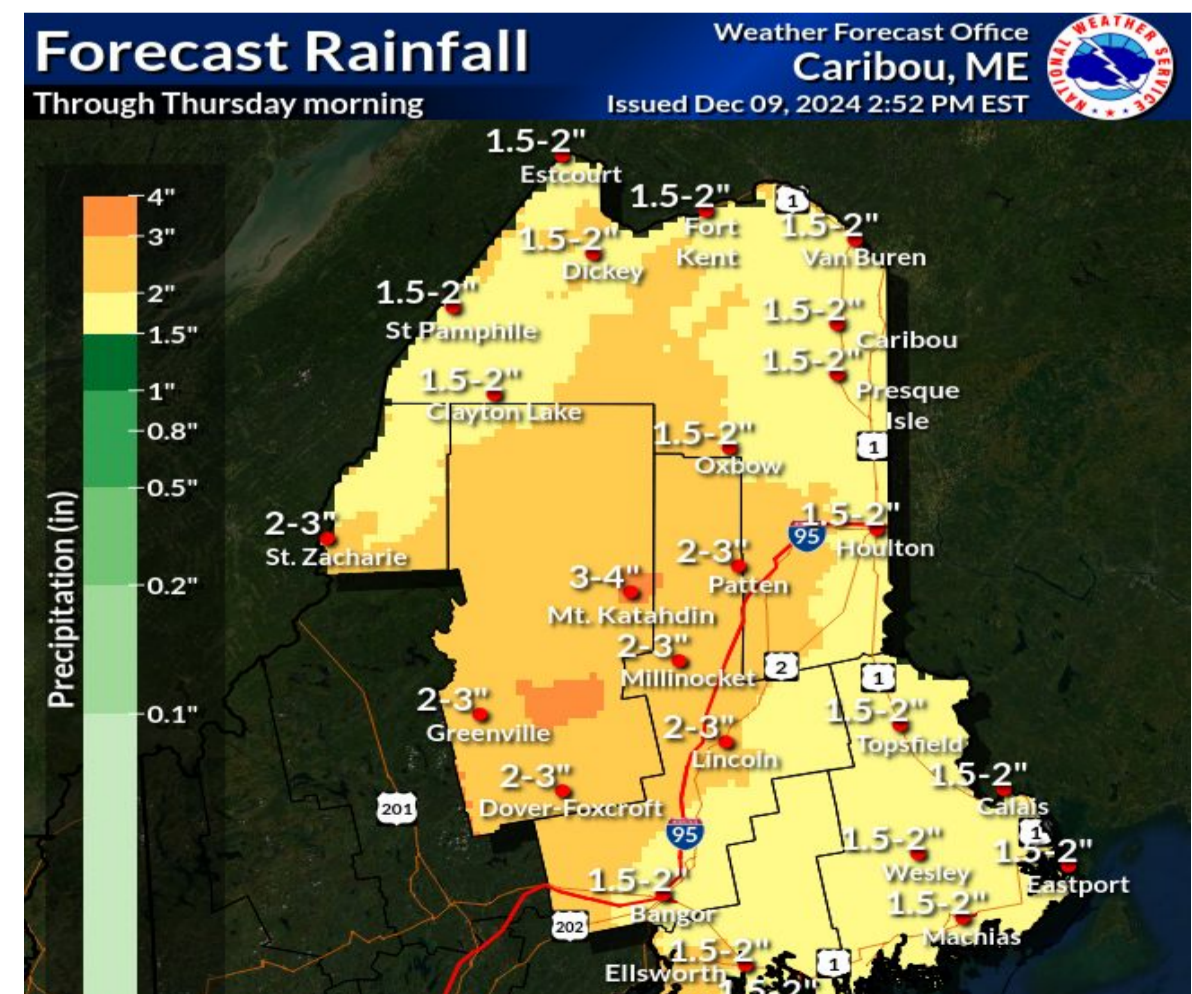 Forecast Rainfall
Through Thursday morning
Weather Forecast Office
Caribou, ME
Issued Dec 09, 2024 2:52 PM EST
NATIONAL WEATHER SERVICE
Precipitation (in)
4"
3"
2"
1.5"
1"
0.8"
0.5"
0.2"
0.1"
1.5-2"
Estcourt
1.5-2"
Fort
Kent
1
1.5-2"
Van Buren
1.5-2"
Dickey
1.5-2"
St Pamphile
1.5-2"
Caribou
1.5-2"
Presque
Isle
1.5-2"
Clayton Lake
1
1.5-2"
Oxbow
2-3"
St. Zacharie
1.5-2"
Houlton
95
2-3"
Patten
3-4"
Mt. Katahdin
2-3"
Millinocket
2
1
2-3"
Greenville
1.5-2"
Topsfield
2-3"
Lincoln
2-3"
Dover-Foxcroft
1.5-2"
Calais
201
95
1
1.5-2"
Wesley
1.5-2"
Eastport
1.5-2"
Bangor
1.5-2"
Machias
202
1.5-2"
Ellsworth
1
1.5-2"